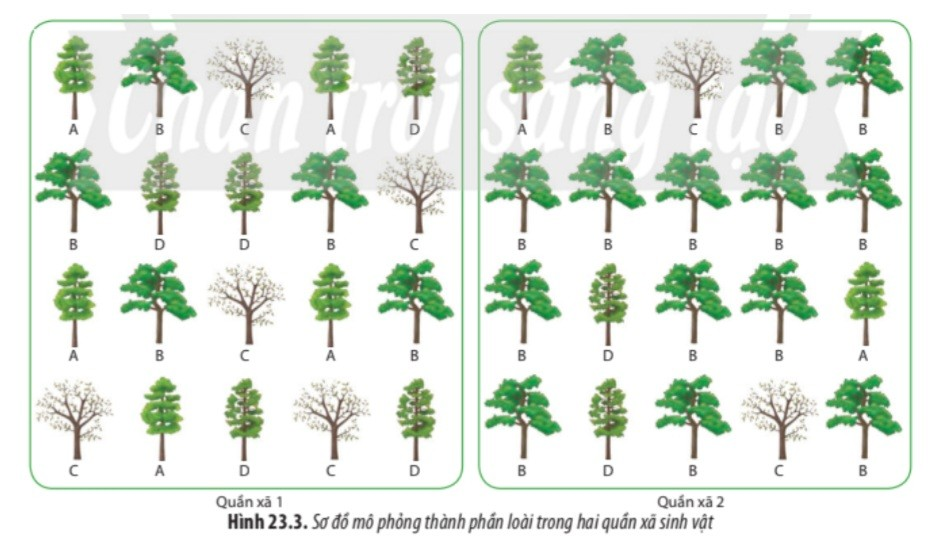 Chân trời sáng tạo
A B C A D
A B C B B
B D D B C
B B B B B
A B C A B
B D B B A
C A D C D
B D B C B
Quần xã 1
Quần xã 2
Hình 23.3. Sơ đồ mô phỏng thành phần loài trong hai quần xã sinh vật